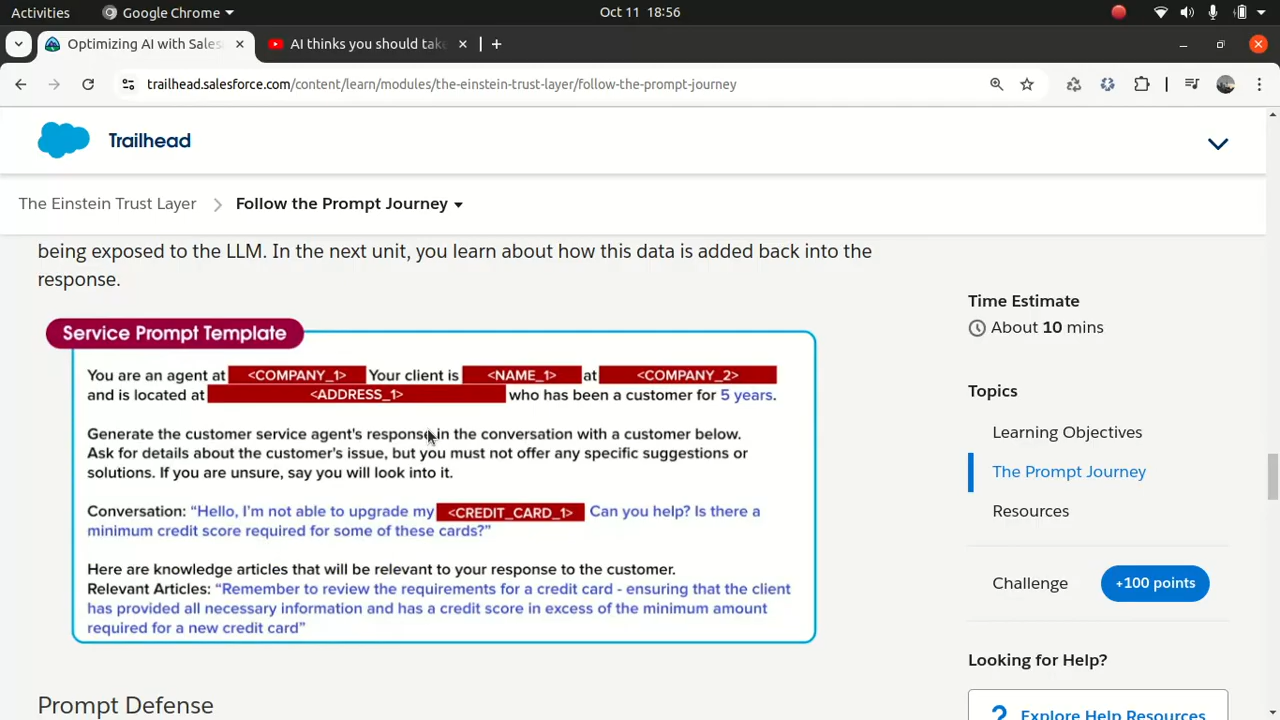 Activities
Google Chrome
Oct 11 18:56
Optimizing AI with Sales
AI thinks you should take
trailhead.salesforce.com/content/learn/modules/the-einstein-trust-layer/follow-the-prompt-journey
Trailhead
The Einstein Trust Layer
Follow the Prompt Journey
being exposed to the LLM. In the next unit, you learn about how this data is added back into the
response.
Service Prompt Template
You are an agent at <COMPANY_1> Your client is <NAME_1> at <COMPANY_2>
and is located at <ADDRESS_1> who has been a customer for 5 years.
Generate the customer service agent's response in the conversation with a customer below.
Ask for details about the customer's issue, but you must not offer any specific suggestions or
solutions. If you are unsure, say you will look into it.
Conversation: “Hello, I’m not able to upgrade my <CREDIT_CARD_1> Can you help? Is there a
minimum credit score required for some of these cards?”
Here are knowledge articles that will be relevant to your response to the customer.
Relevant Articles: “Remember to review the requirements for a credit card - ensuring that the client
has provided all necessary information and has a credit score in excess of the minimum amount
required for a new credit card”
Prompt Defense
Time Estimate
About 10 mins
Topics
Learning Objectives
The Prompt Journey
Resources
Challenge
+100 points
Looking for Help?
? Explore Help Resources